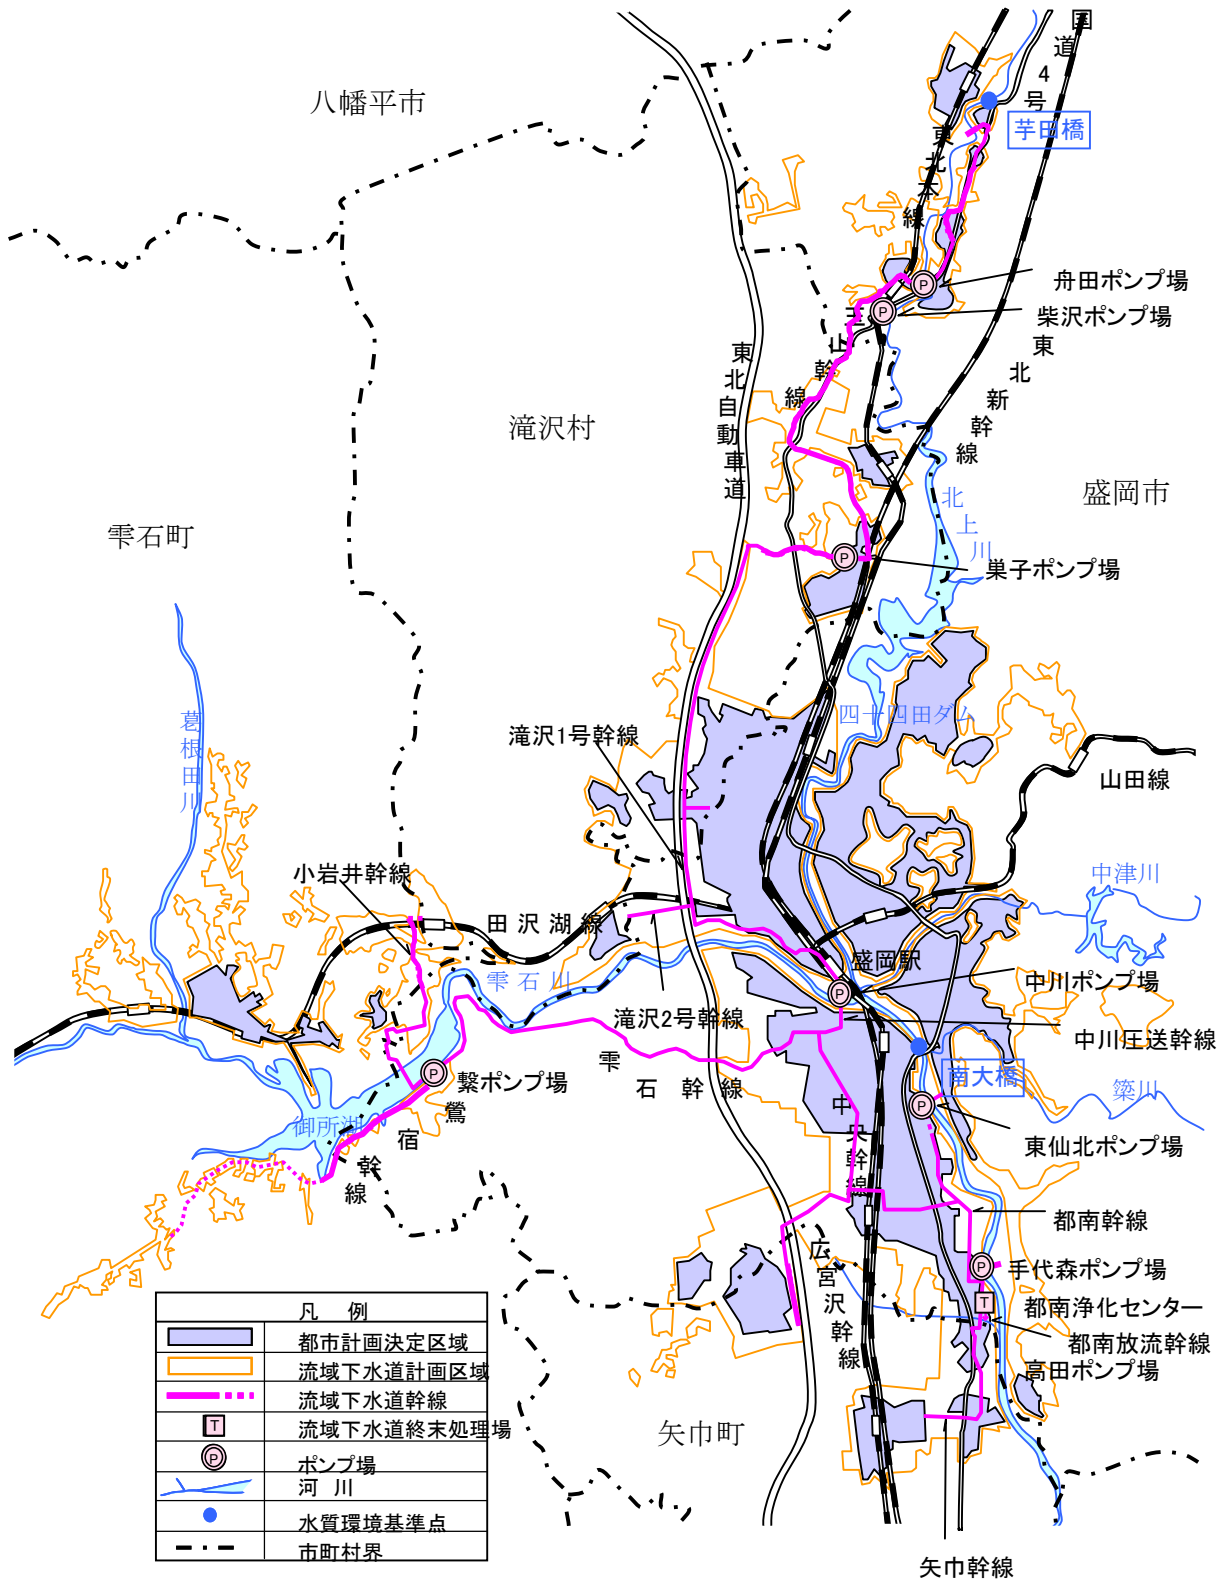 国道4号
八幡平市
芋田橋
東北本線
舟田ポンプ場
柴沢ポンプ場
玉山幹線
東北新幹線
東北自動車道
滝沢村
盛岡市
雫石町
北上川
巣子ポンプ場
葛根田川
四十四田ダム
滝沢1号幹線
山田線
小岩井幹線
中津川
田沢湖線
盛岡駅
雫石川
中川ポンプ場
滝沢2号幹線
中川圧送幹線
雫石幹線
繋ポンプ場
南大橋
簗川
鶯宿幹線
御所湖
中央幹線
東仙北ポンプ場
都南幹線
広宮沢幹線
手代森ポンプ場
T
都南浄化センター
都南放流幹線
高田ポンプ場
矢巾町
矢巾幹線
P
P
P
P
P
P
P
凡 例
都市計画決定区域
流域下水道計画区域
流域下水道幹線
T
流域下水道終末処理場
P
ポンプ場
河 川
水質環境基準点
市町村界